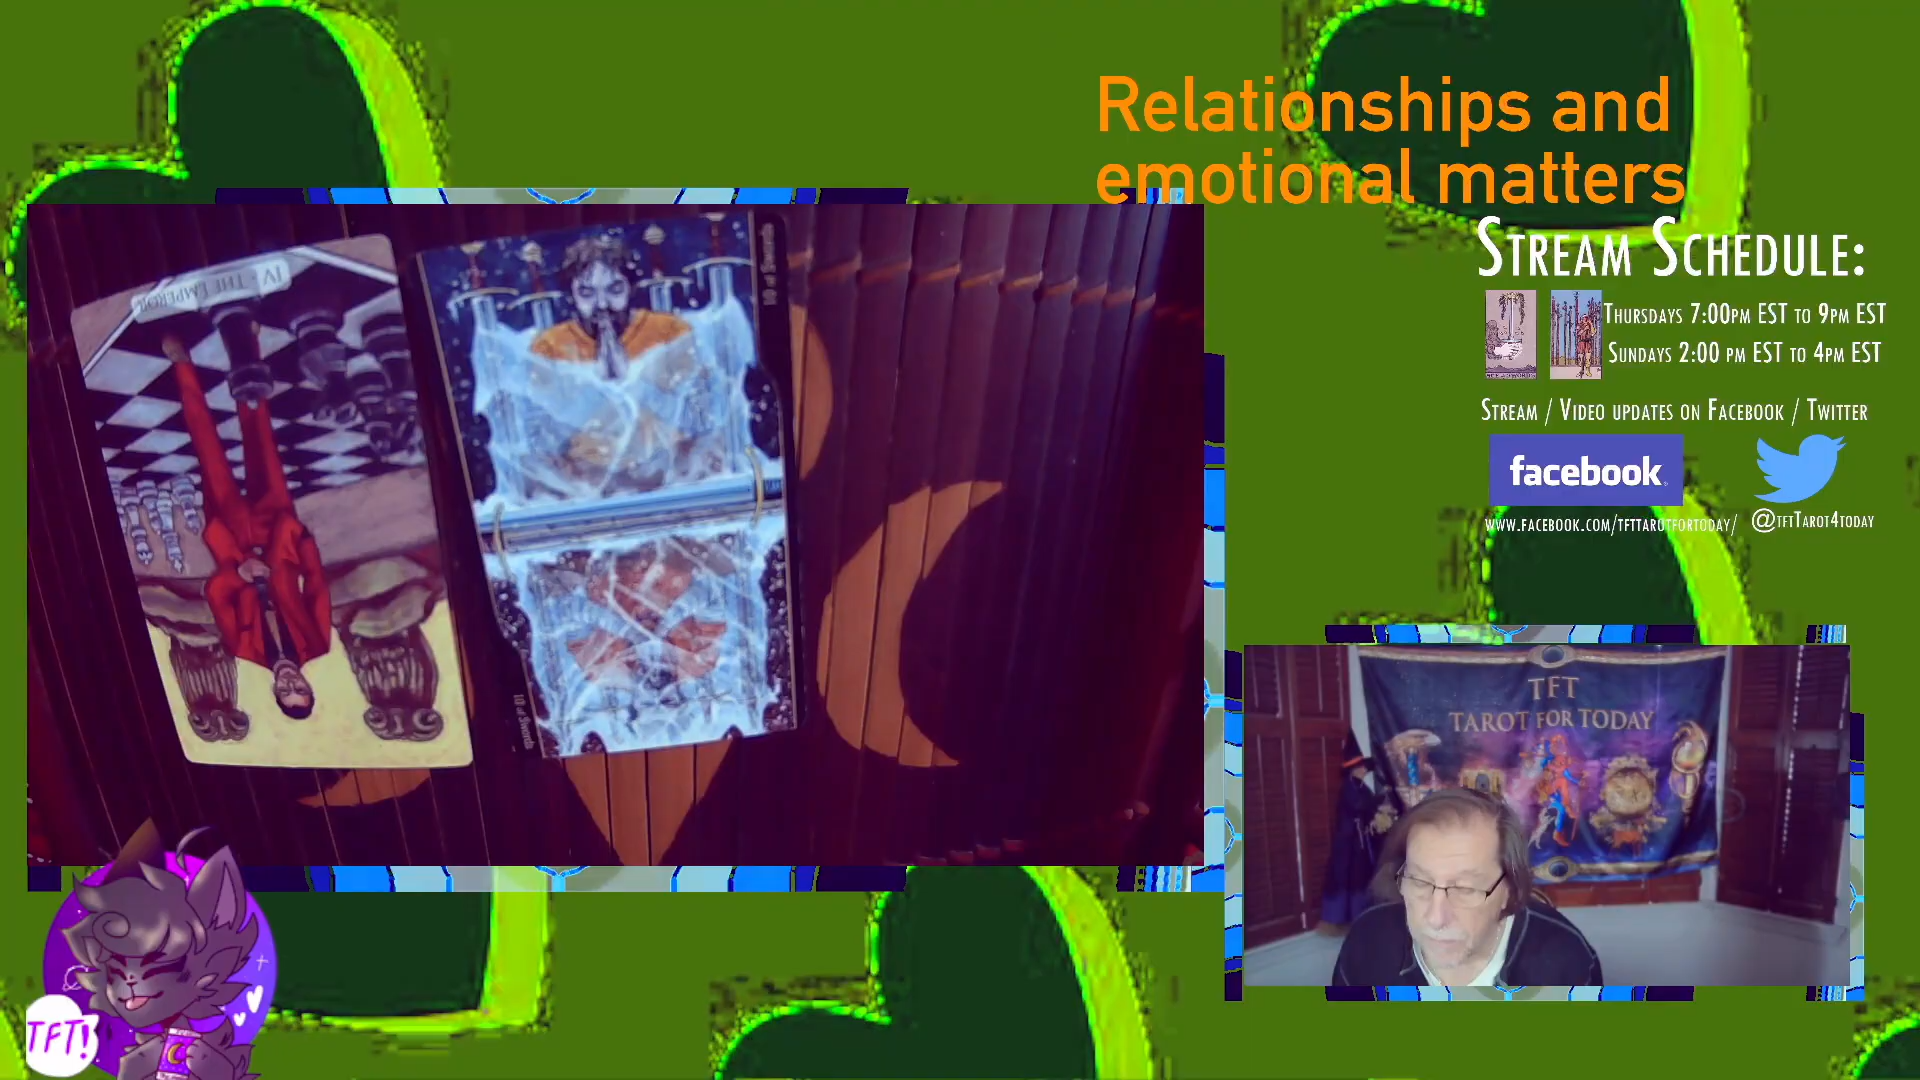 Relationships and
emotional matters
STREAM SCHEDULE:
THURSDAYS 7:00PM EST TO 9PM EST
SUNDAYS 2:00 PM EST TO 4PM EST
STREAM / VIDEO UPDATES ON FACEBOOK / TWITTER
facebook
WWW.FACEBOOK.COM/TFTTAROTFORTODAY/
@TFTTAROT4TODAY
IV - THE EMPEROR
10 of Swords
10 of Swords
TFT
TAROT FOR TODAY
TFT!